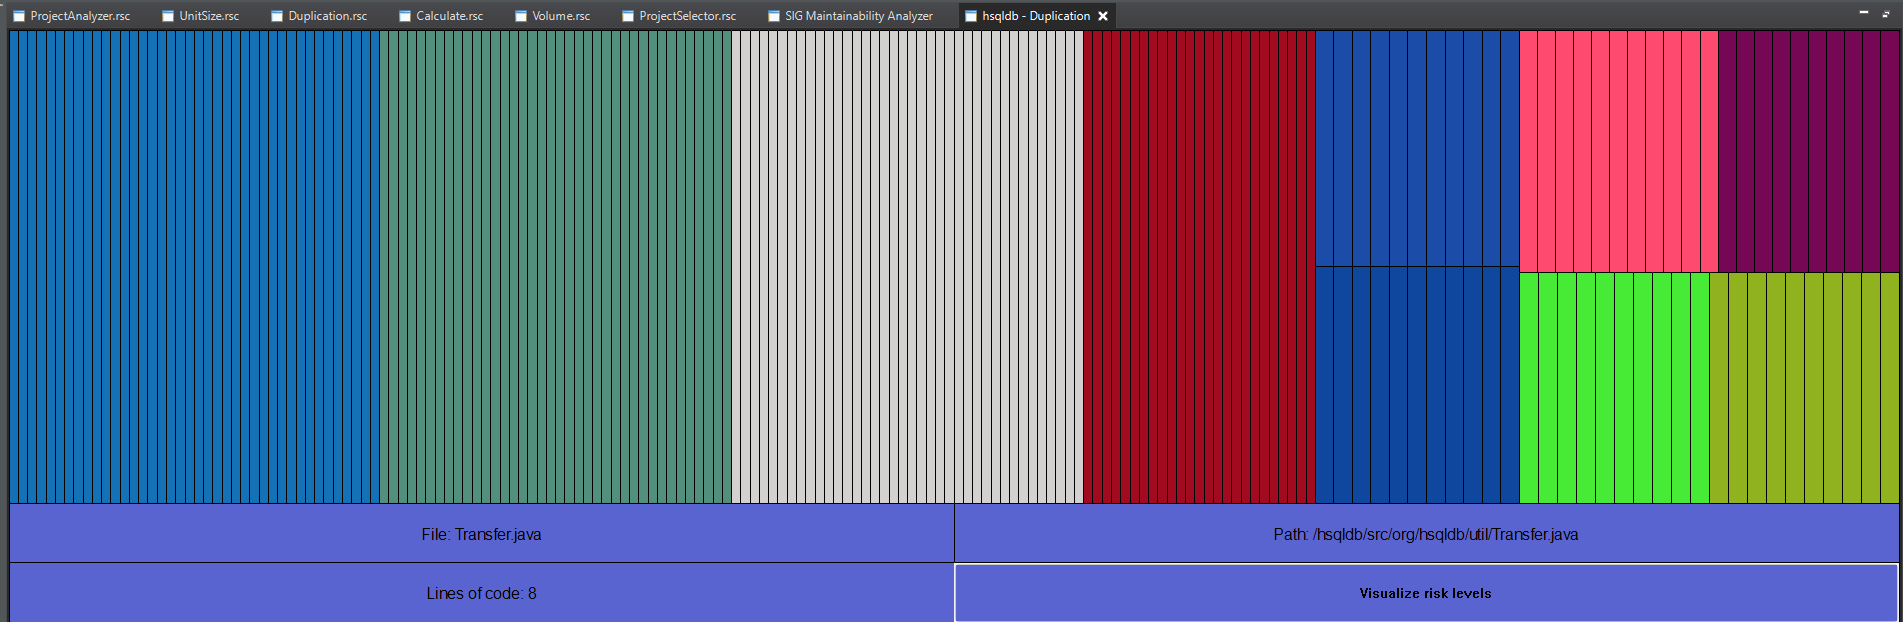 ProjectAnalyzer.rsc UnitSize.rsc Duplication.rsc Calculate.rsc Volume.rsc ProjectSelector.rsc SIG Maintainability Analyzer hsqldb - Duplication
File: Transfer.java Path: /hsqldb/src/org/hsqldb/util/Transfer.java
Lines of code: 8 Visualize risk levels